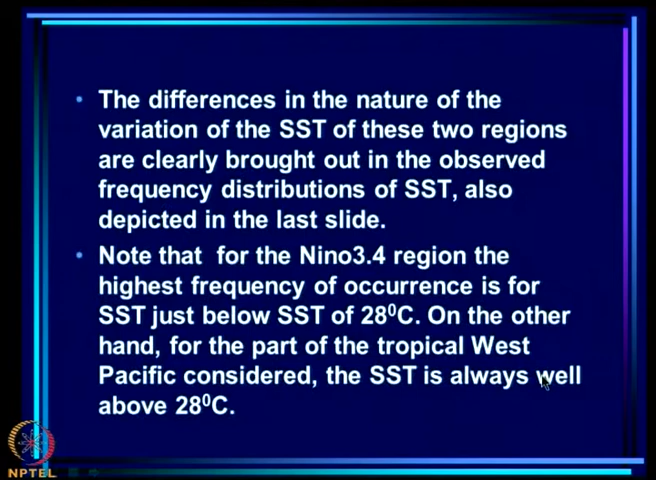 • The differences in the nature of the
variation of the SST of these two regions
are clearly brought out in the observed
frequency distributions of SST, also
depicted in the last slide.
• Note that for the Nino3.4 region the
highest frequency of occurrence is for
SST just below SST of 28⁰C. On the other
hand, for the part of the tropical West
Pacific considered, the SST is always well
above 28⁰C.
NPTEL